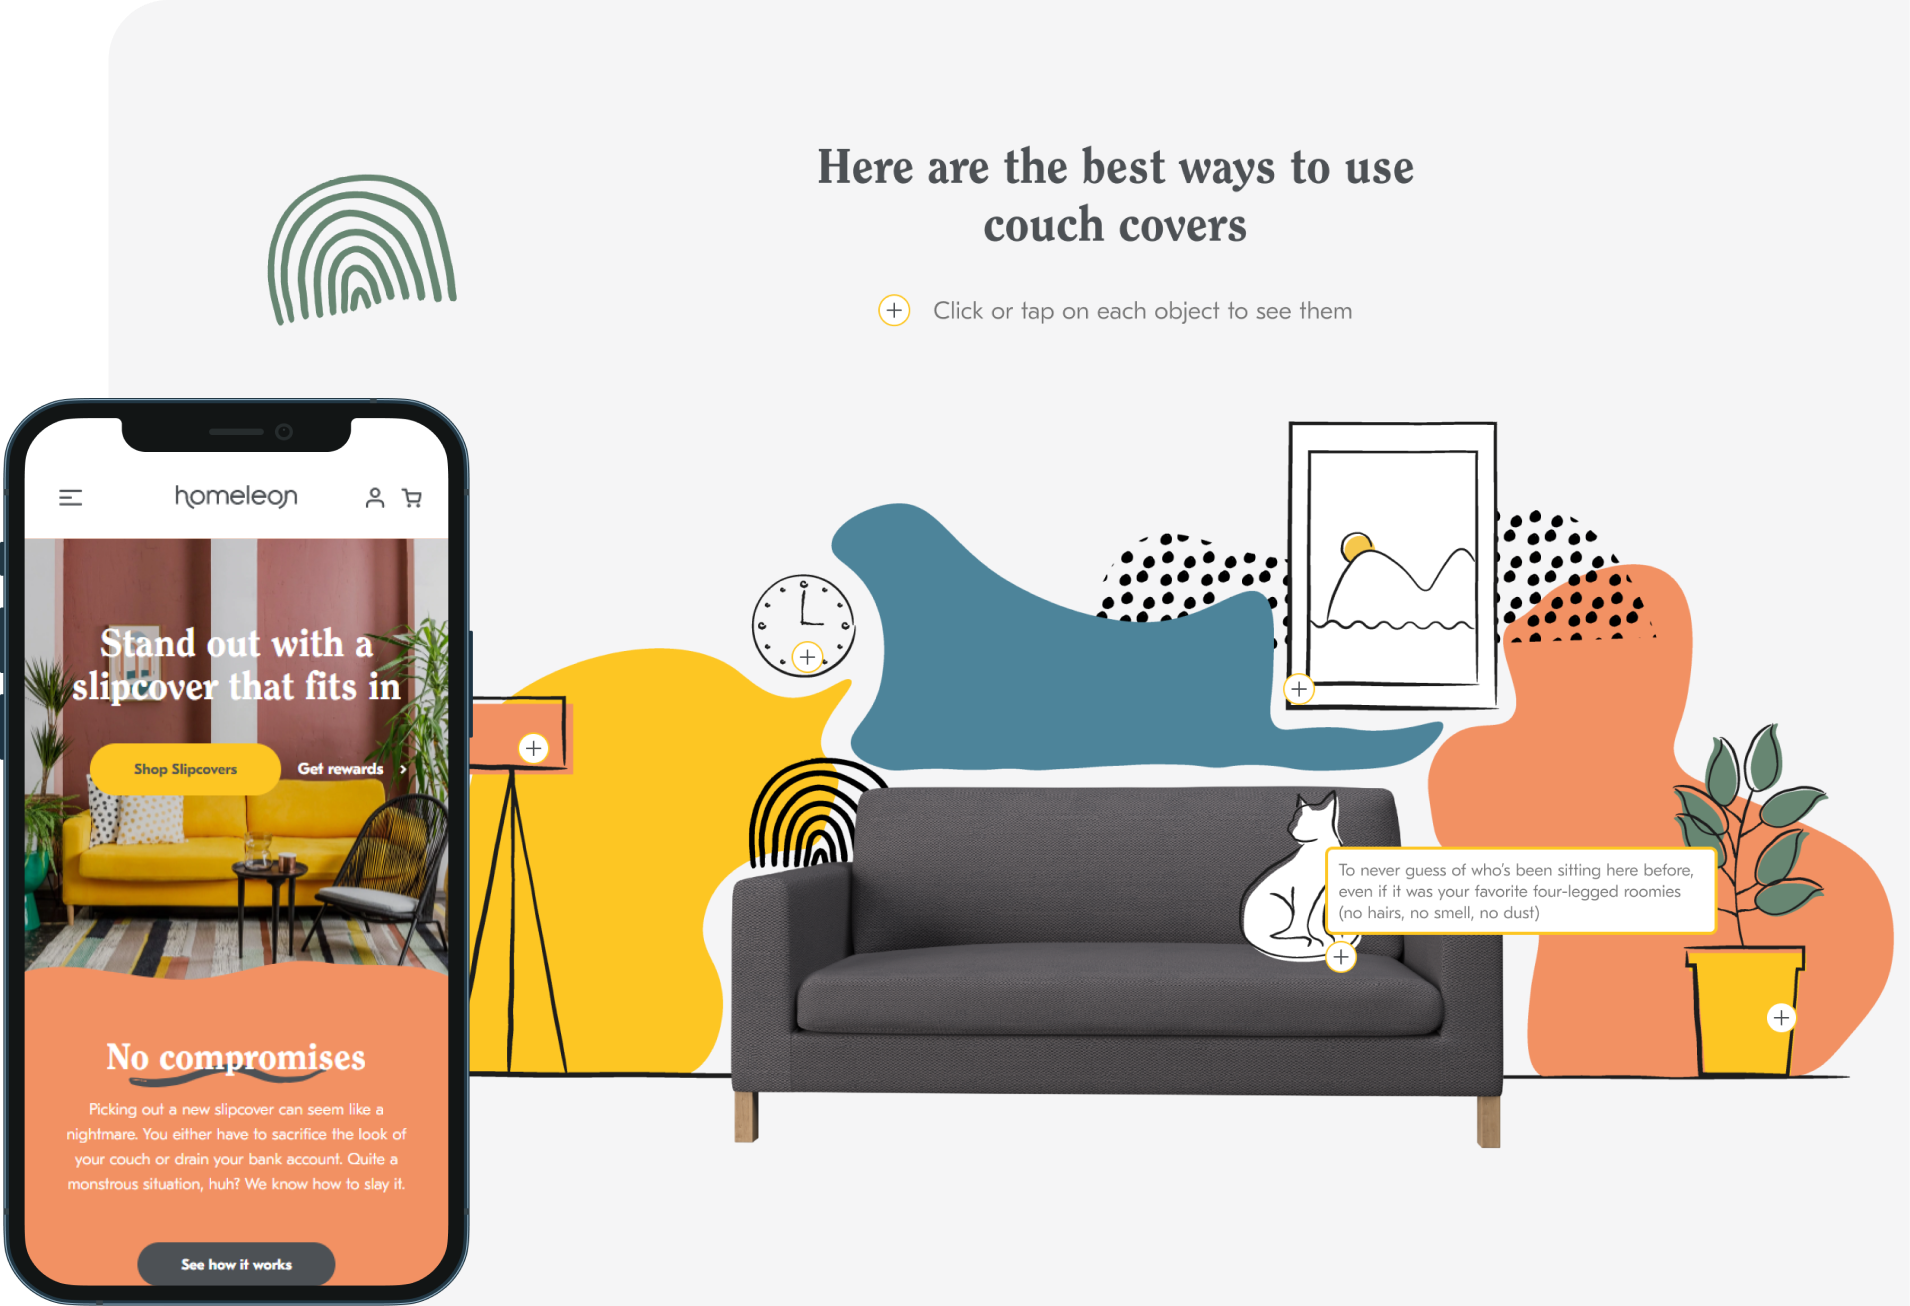 Here are the best ways to use
couch covers
Click or tap on each object to see them
homeleon
Stand out with a
slipcover that fits in
Shop Slipcovers
Get rewards
No compromises
Picking out a new slipcover can seem like a
nightmare. You either have to sacrifice the look of
your couch or drain your bank account. Quite a
monstrous situation, huh? We know how to slay it.
See how it works
To never guess of who's been sitting here before,
even if it was your favorite four-legged roomies
(no hairs, no smell, no dust)